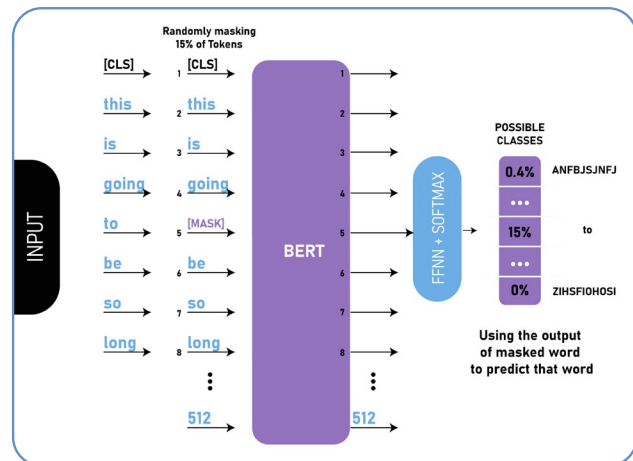 Randomly masking
15% of Tokens
[CLS] 1 [CLS] 1
this 2 this 2
is 3 is 3
going 4 going 4
to 5 [MASK] 5
be 6 be 6
so 7 so 7
long 8 long 8
512 512
INPUT
BERT
FFNN + SOFTMAX
POSSIBLE
CLASSES
0.4% ANFBJSJNFJ
...
15% to
...
0% ZIHSFIOHOSI
Using the output
of masked word
to predict that word